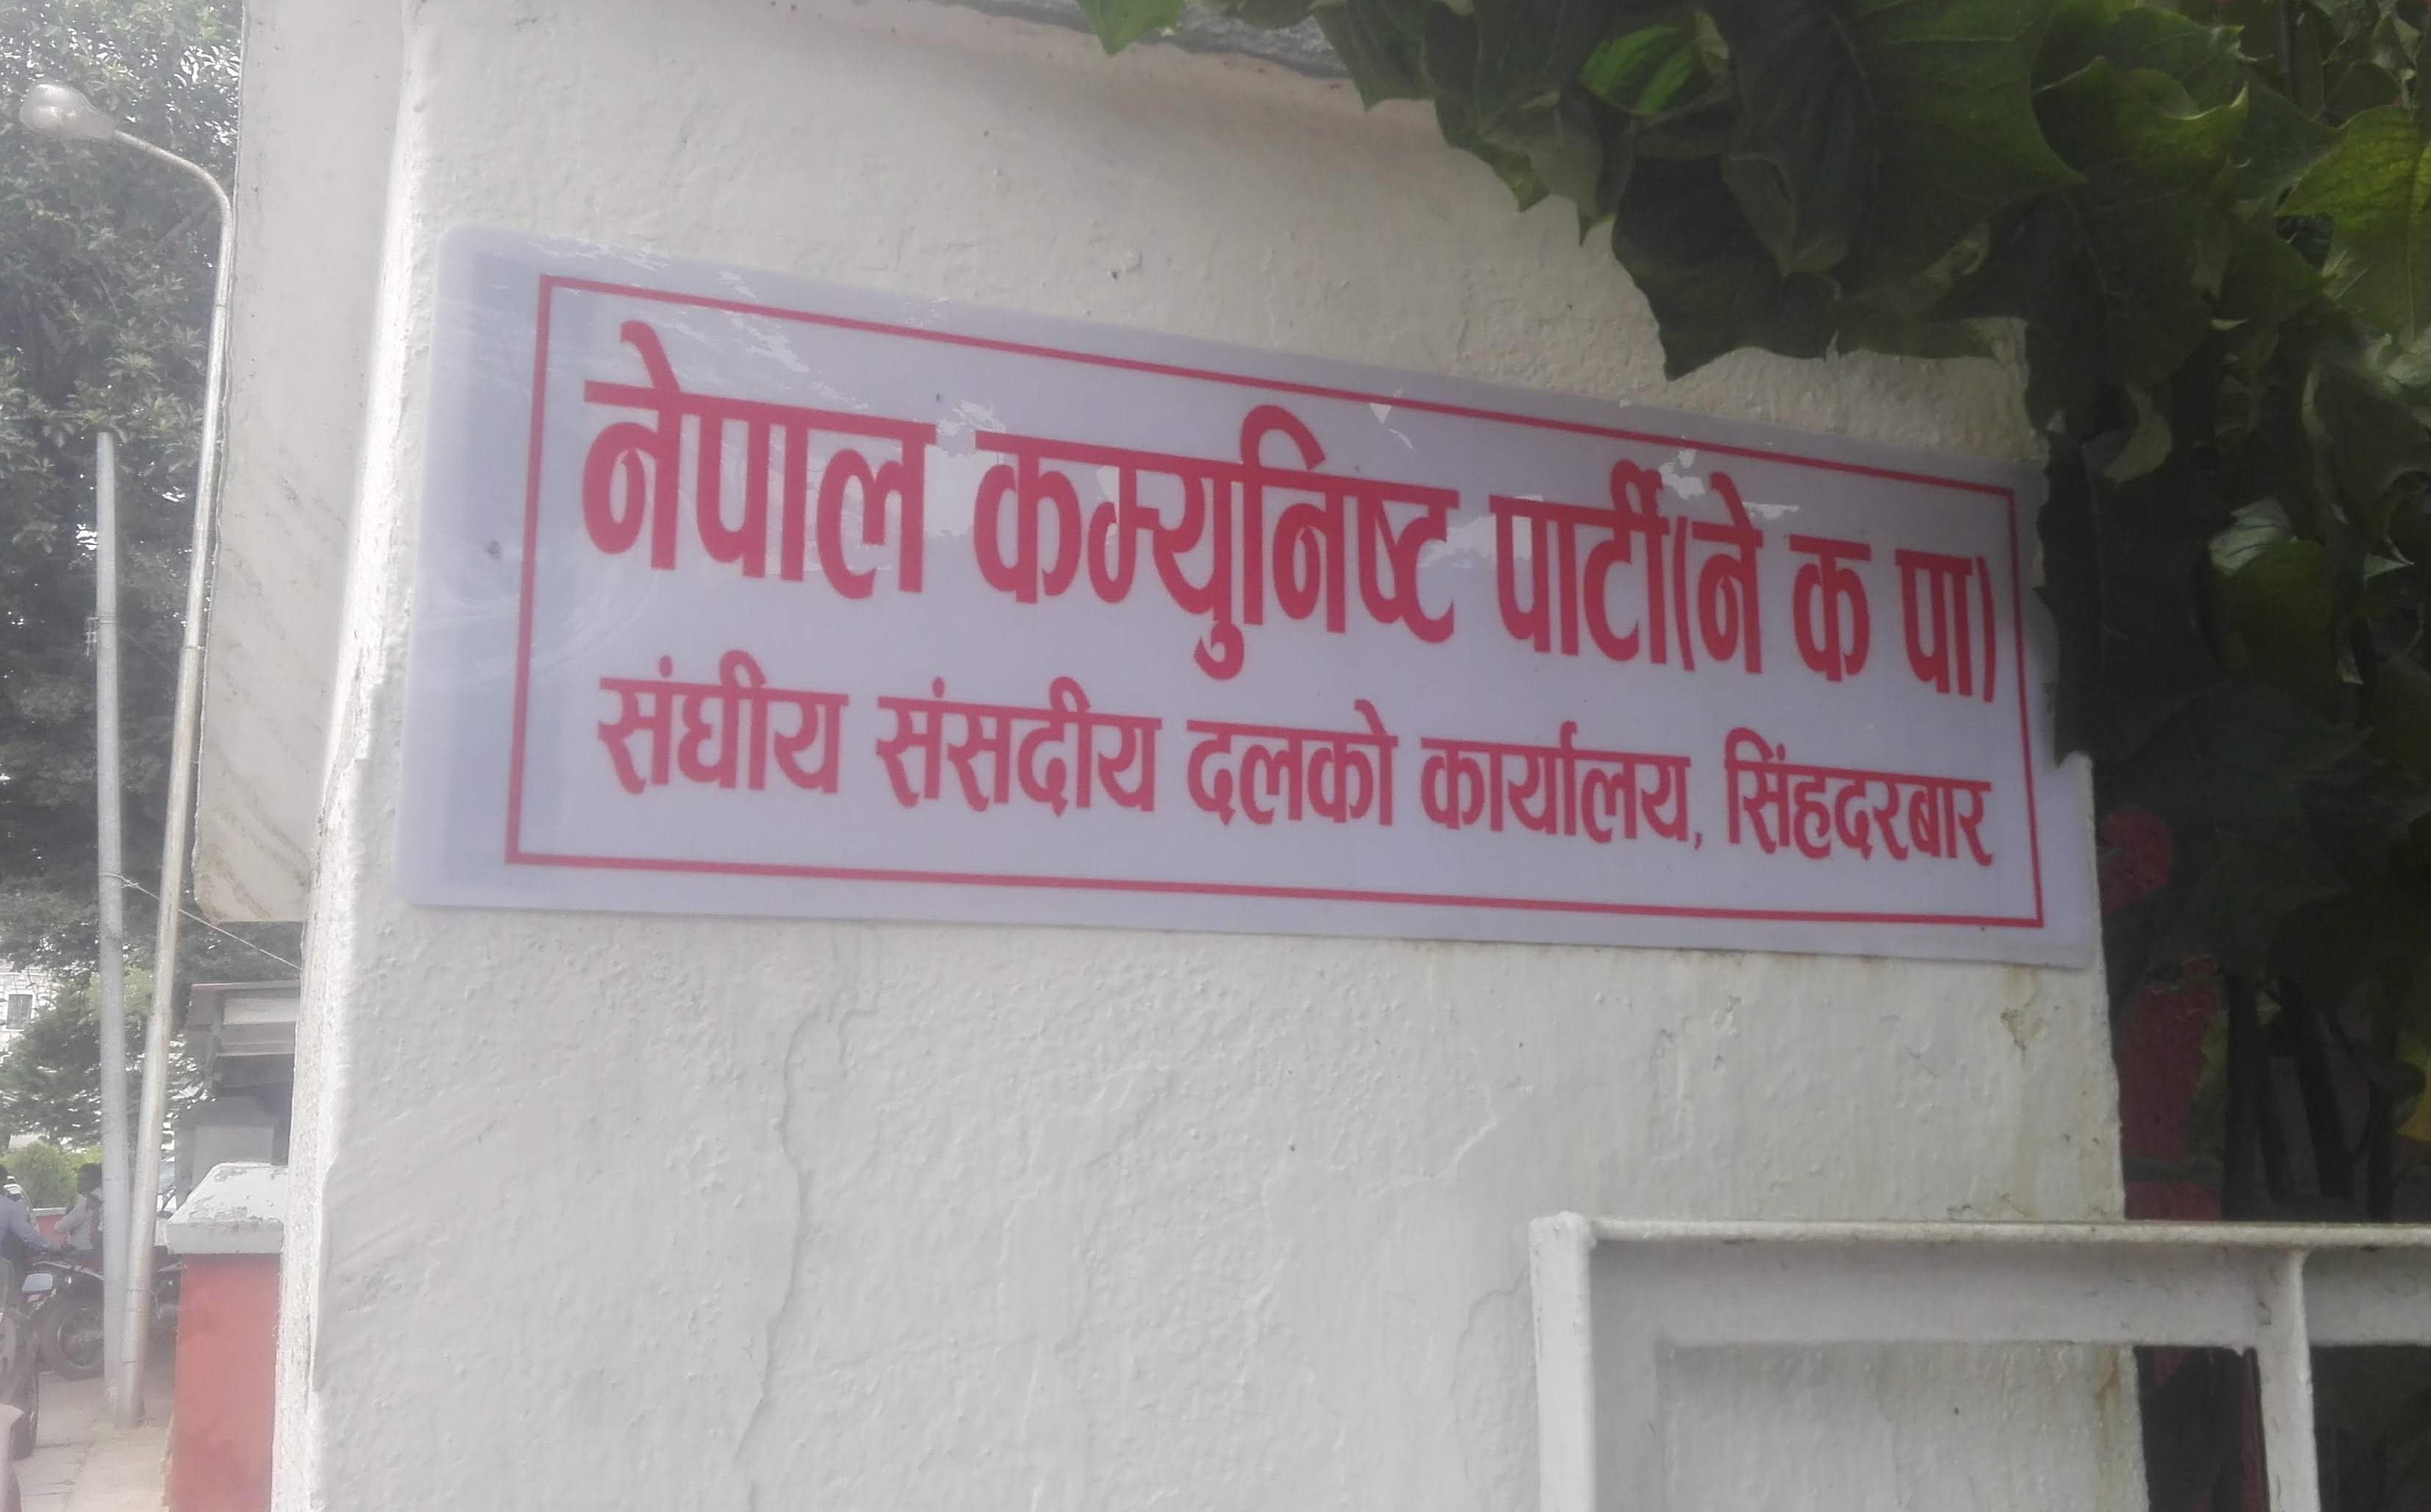 नेपाल कम्युनिष्ट पार्टी(ने क पा)
संघीय संसदीय दलको कार्यालय, सिंहदरबार